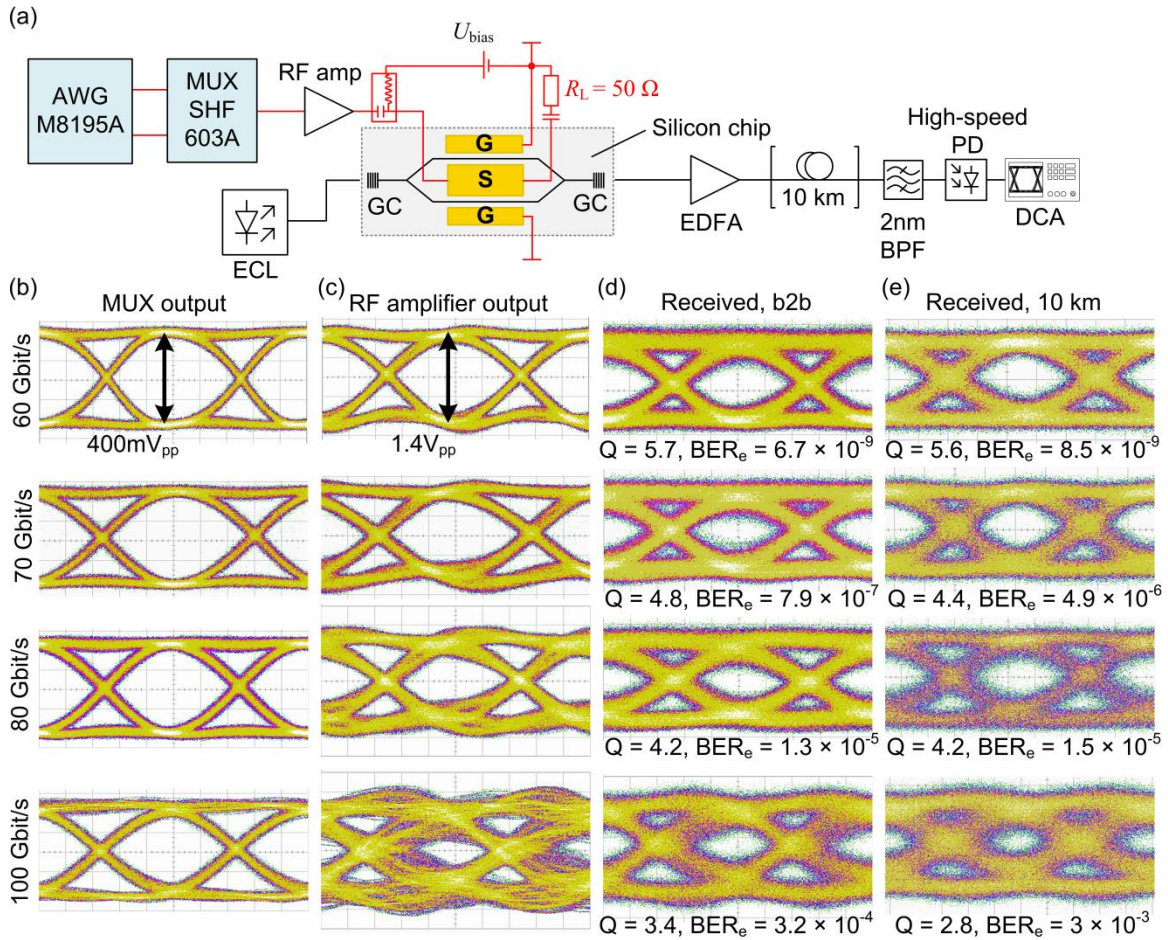 (a)
AWG
M8195A
MUX
SHF
603A
RF amp
U_bias
R_L = 50 Ω
Silicon chip
G
S
G
GC
GC
ECL
EDFA
10 km
2nm
BPF
High-speed
PD
DCA
(b) MUX output
(c) RF amplifier output
(d) Received, b2b
(e) Received, 10 km
60 Gbit/s
400mV_pp
1.4V_pp
Q = 5.7, BER_e = 6.7 × 10^-9
Q = 5.6, BER_e = 8.5 × 10^-9
70 Gbit/s
Q = 4.8, BER_e = 7.9 × 10^-7
Q = 4.4, BER_e = 4.9 × 10^-6
80 Gbit/s
Q = 4.2, BER_e = 1.3 × 10^-5
Q = 4.2, BER_e = 1.5 × 10^-5
100 Gbit/s
Q = 3.4, BER_e = 3.2 × 10^-4
Q = 2.8, BER_e = 3 × 10^-3